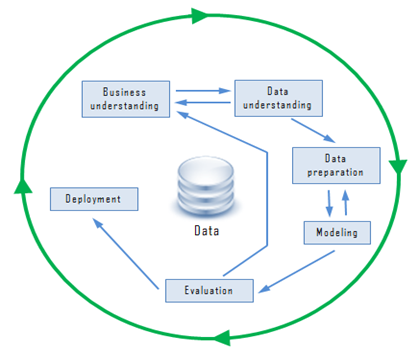 Business
understanding
Data
understanding
Data
preparation
Deployment
Data
Modeling
Evaluation